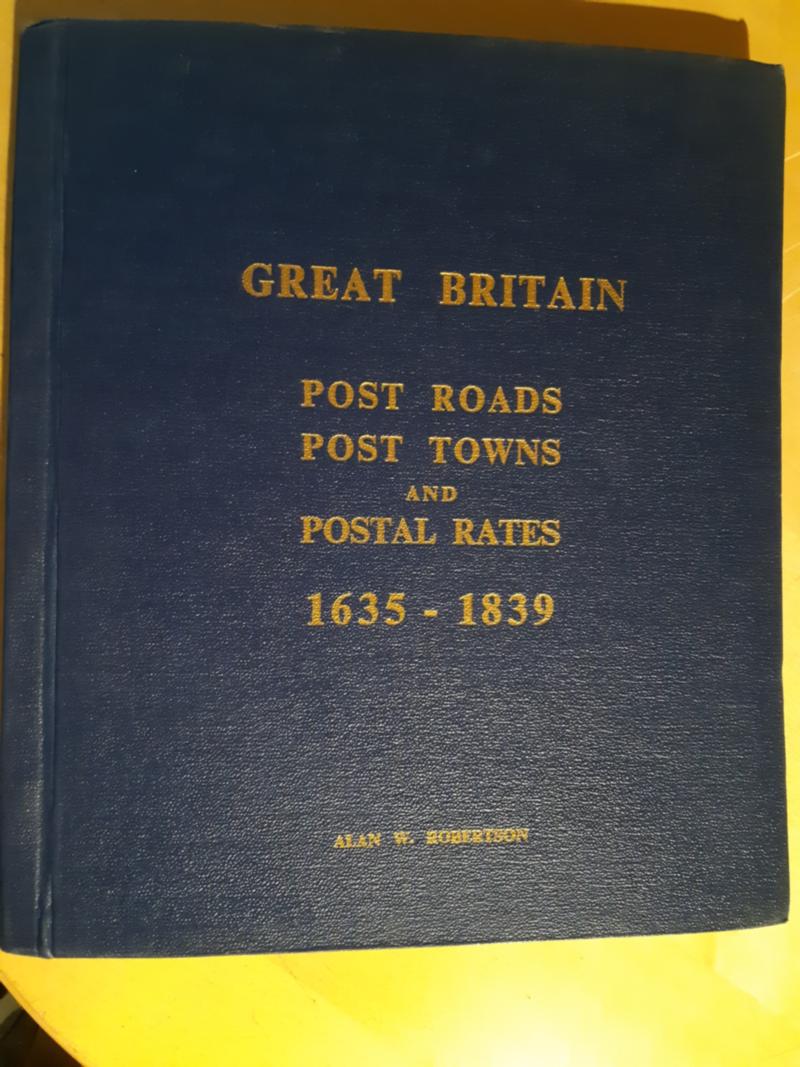 GREAT BRITAIN
POST ROADS
POST TOWNS
AND
POSTAL RATES
1635 - 1839
ALAN W. ROBERTSON